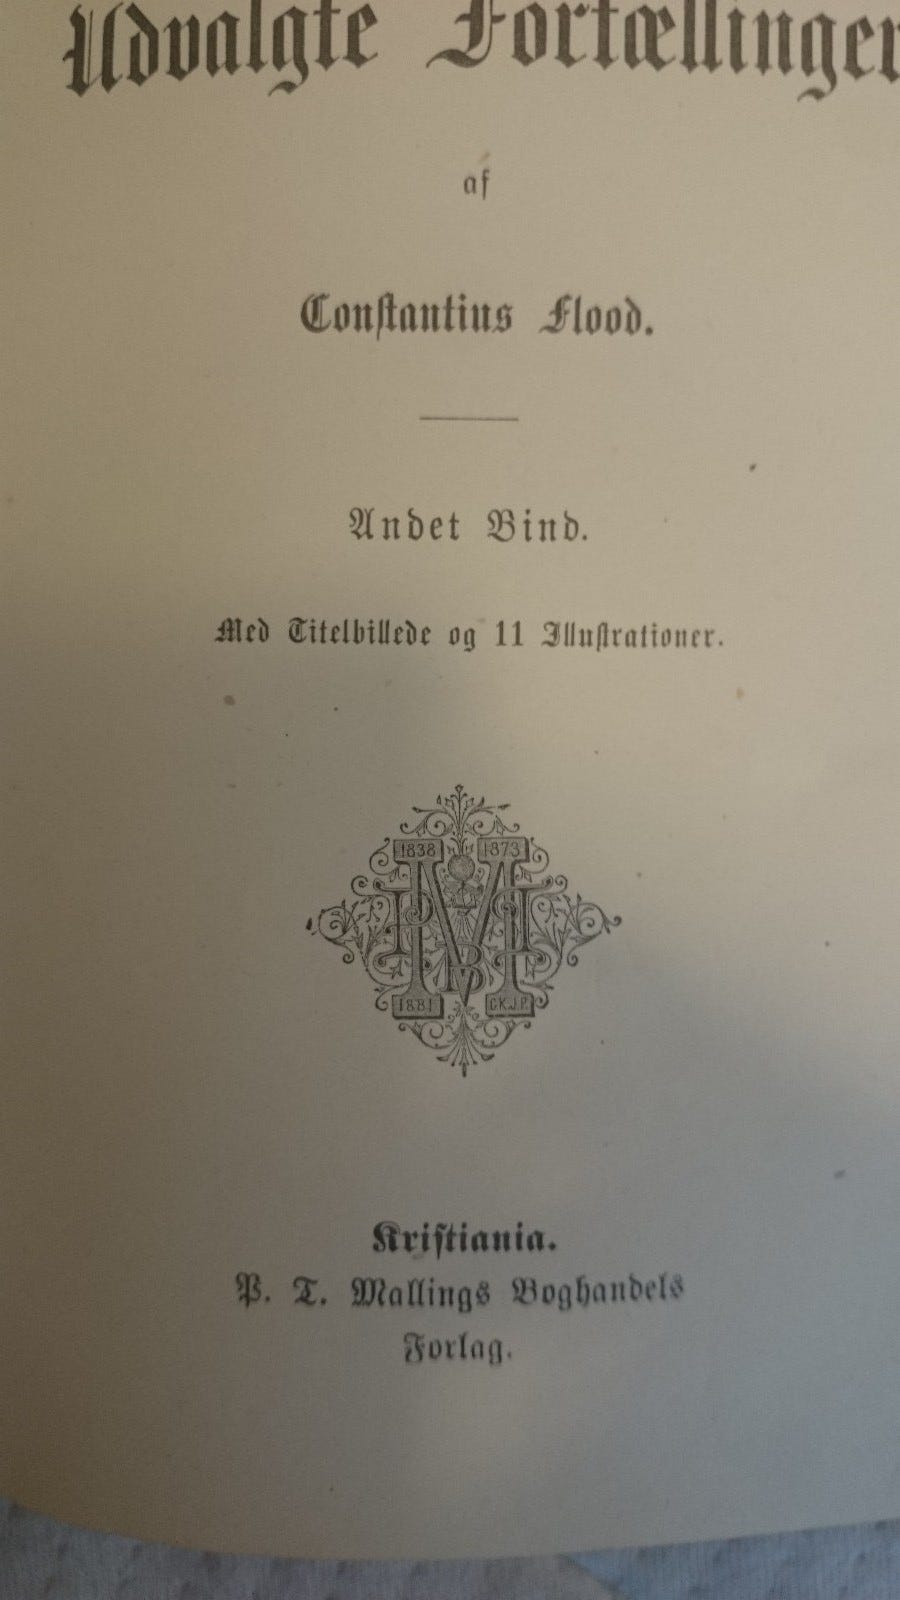 Udvalgte Fortællinger
af
Constantius Flood.
Andet Bind.
Med Titelbillede og 11 Illustrationer.
1838 1873
P M T
B
1881 C.K.J.P.
Kristiania.
P. T. Mallings Boghandels
Forlag.